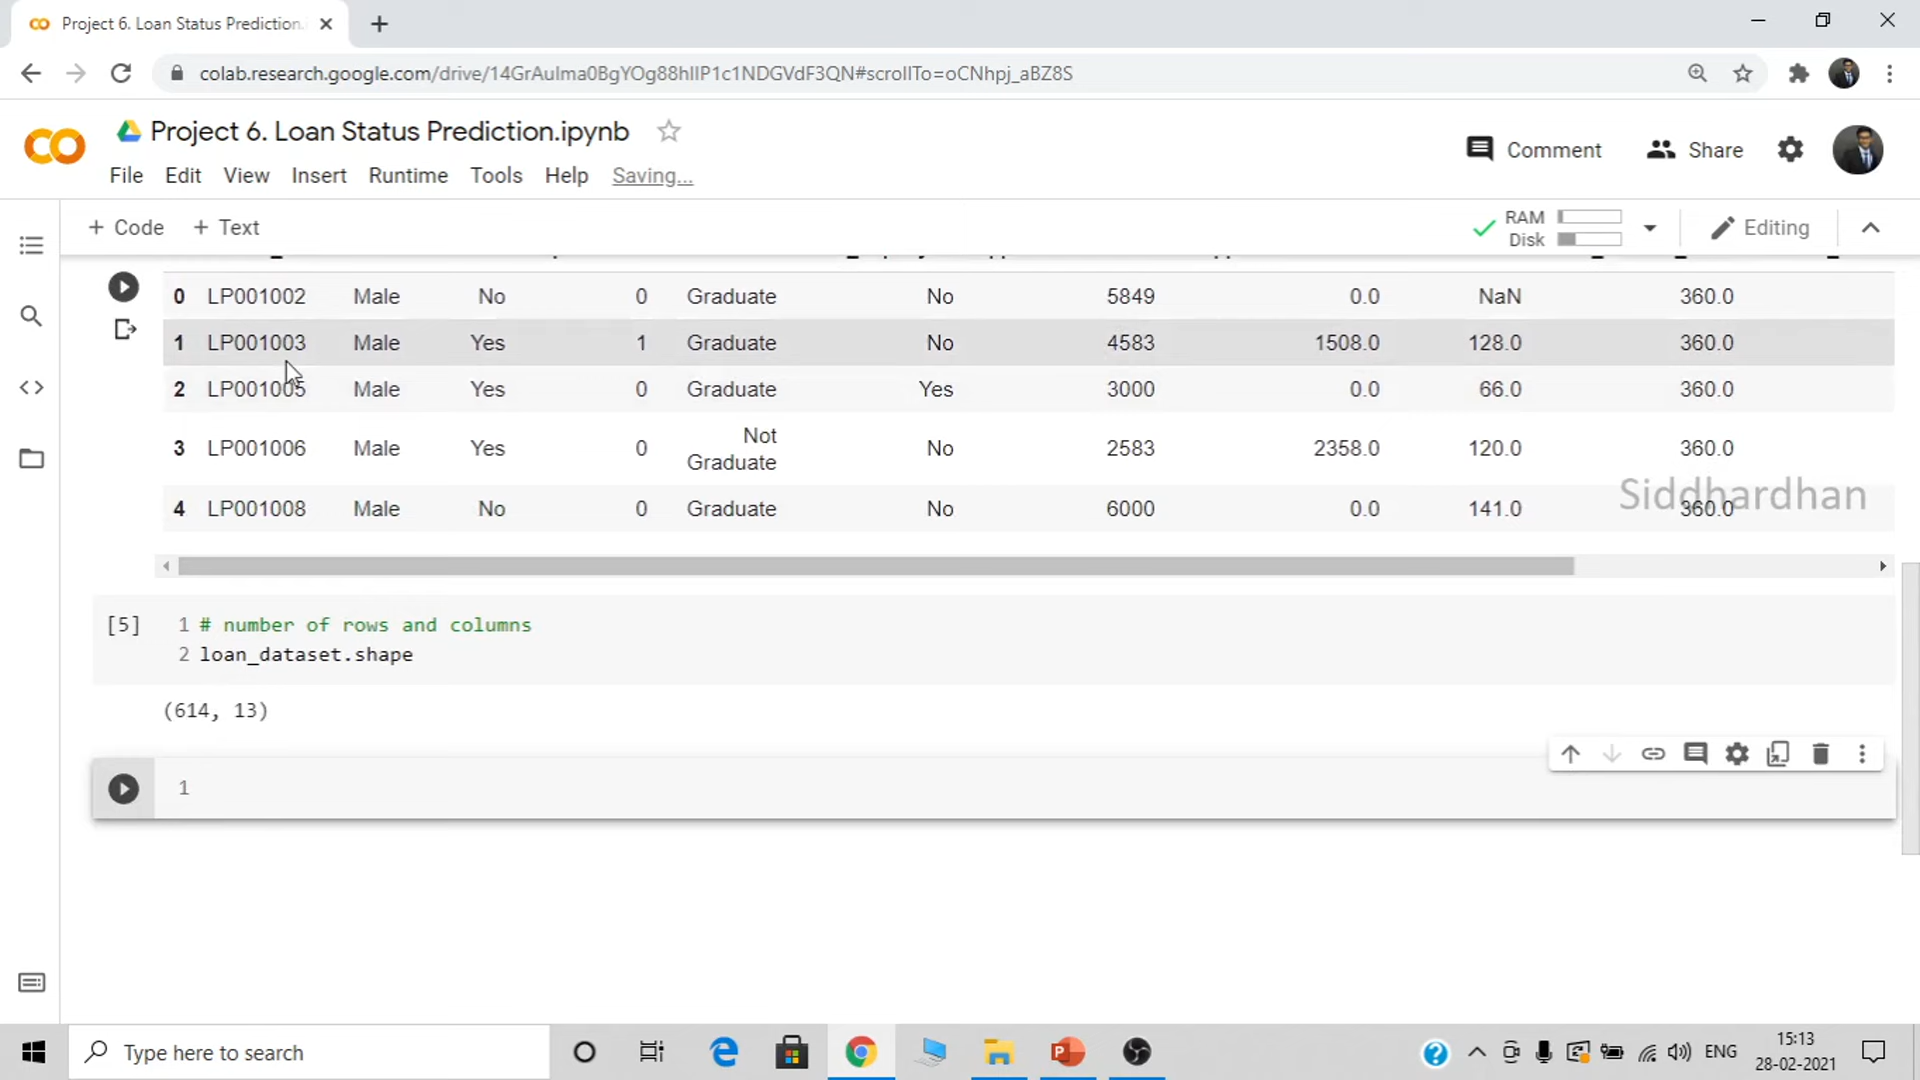 Project 6. Loan Status Prediction.
colab.research.google.com/drive/14GrAulma0BgYOg88hlIP1c1NDGVdF3QN#scrollTo=oCNhpj_aBZ8S
Project 6. Loan Status Prediction.ipynb
Comment Share
File Edit View Insert Runtime Tools Help Saving...
+ Code + Text
RAM
Disk
Editing
0 LP001002 Male No 0 Graduate No 5849 0.0 NaN 360.0
1 LP001003 Male Yes 1 Graduate No 4583 1508.0 128.0 360.0
2 LP001005 Male Yes 0 Graduate Yes 3000 0.0 66.0 360.0
3 LP001006 Male Yes 0 Not Graduate No 2583 2358.0 120.0 360.0
Siddhardhan
4 LP001008 Male No 0 Graduate No 6000 0.0 141.0 360.0
[5] 1 # number of rows and columns
2 loan_dataset.shape
(614, 13)
1
Type here to search
ENG
15:13
28-02-2021